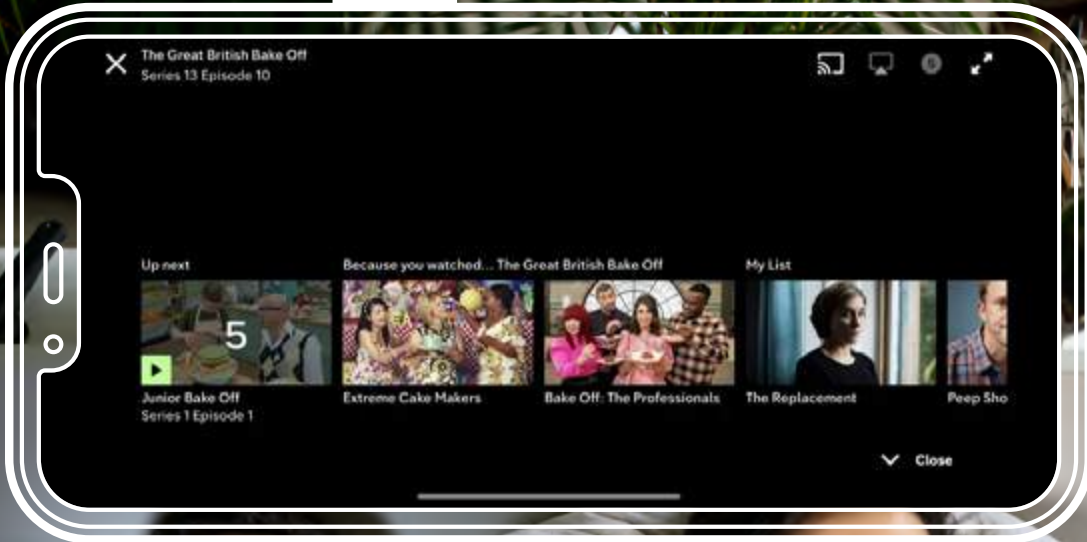 The Great British Bake Off
Series 13 Episode 10
Up next
Because you watched... The Great British Bake Off
My List
5
Junior Bake Off
Series 1 Episode 1
Extreme Cake Makers
Bake Off: The Professionals
The Replacement
Peep Sho
Close